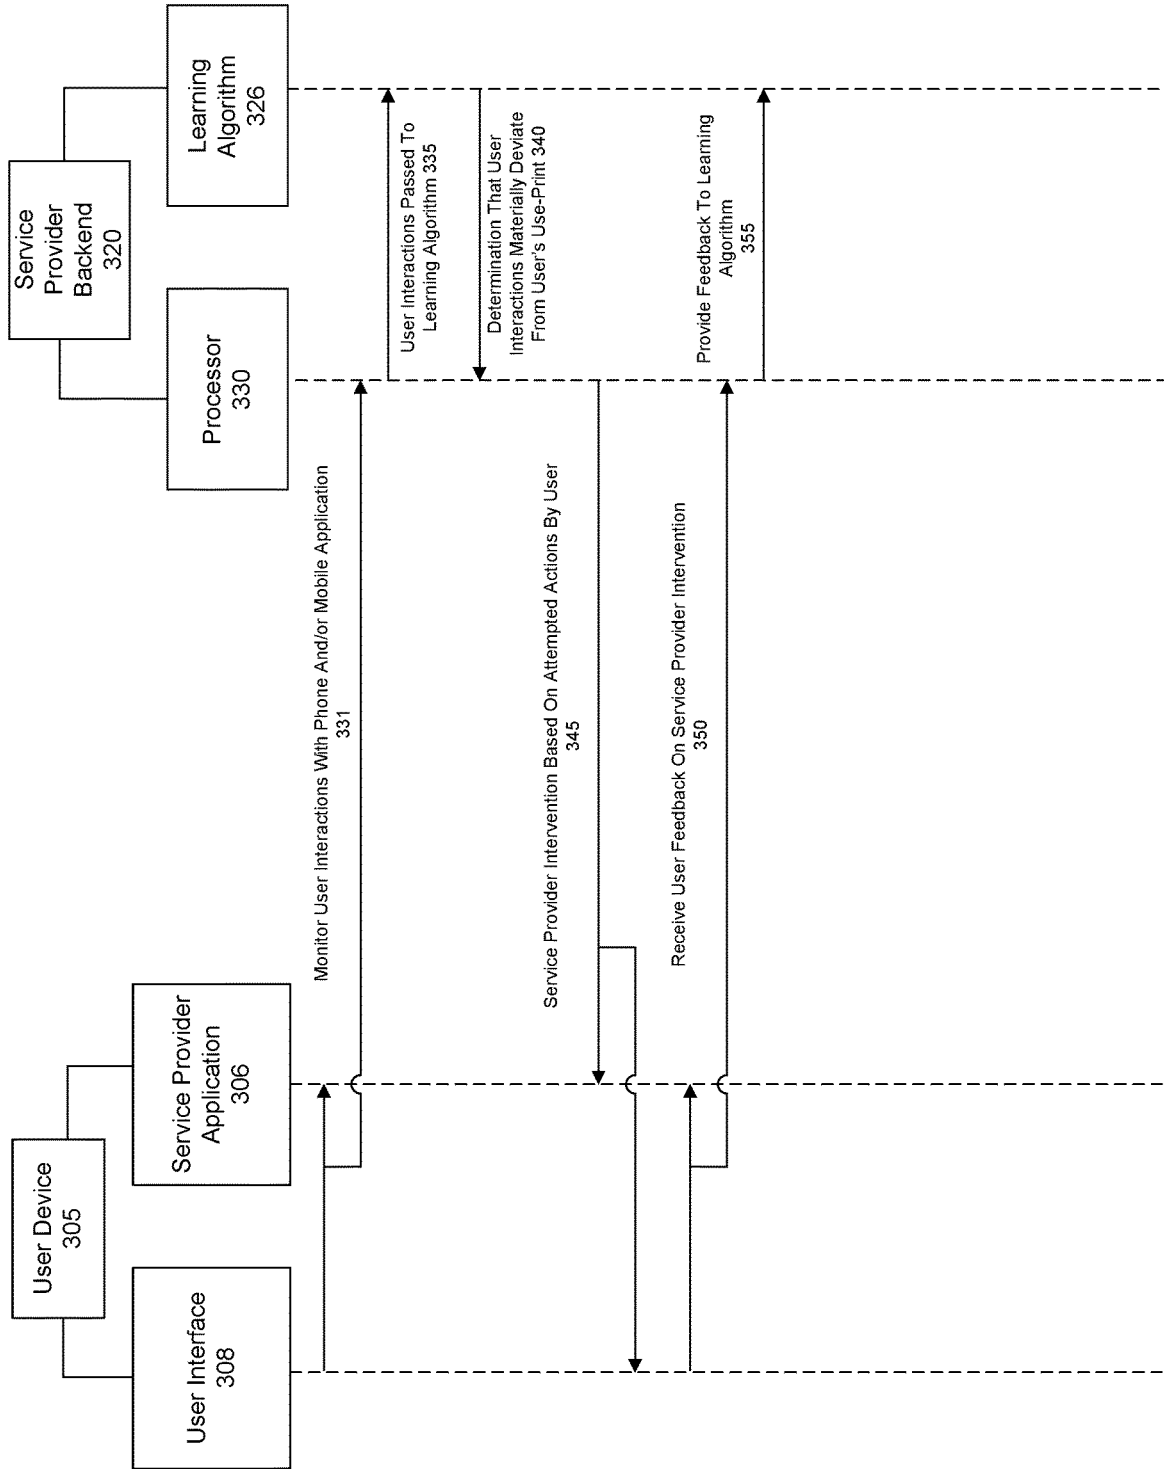 User Device
305
User Interface
308
Service Provider
Application
306
Service
Provider
Backend
320
Processor
330
Learning
Algorithm
326
Monitor User Interactions With Phone And/or Mobile Application
331
User Interactions Passed To
Learning Algorithm 335
Determination That User
Interactions Materially Deviate
From User's Use-Print 340
Service Provider Intervention Based On Attempted Actions By User
345
Receive User Feedback On Service Provider Intervention
350
Provide Feedback To Learning
Algorithm
355